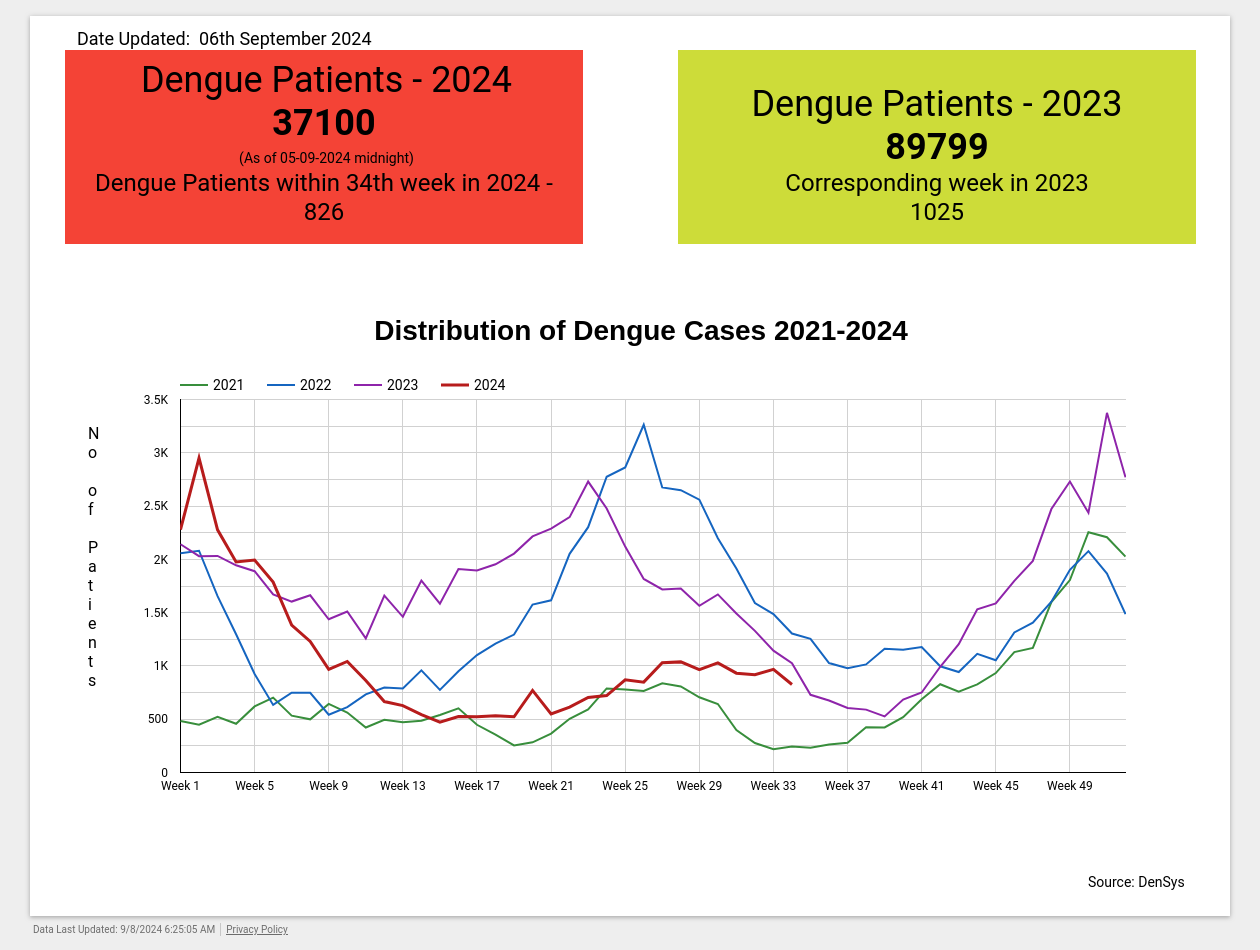 Date Updated:  06th September 2024
Dengue Patients - 2024
37100
(As of 05-09-2024 midnight)
Dengue Patients within 34th week in 2024 -
826
Dengue Patients - 2023
89799
Corresponding week in 2023
1025
Distribution of Dengue Cases 2021-2024
2021 2022 2023 2024
No of Patients
3.5K
3K
2.5K
2K
1.5K
1K
500
0
Week 1 Week 5 Week 9 Week 13 Week 17 Week 21 Week 25 Week 29 Week 33 Week 37 Week 41 Week 45 Week 49
Source: DenSys
Data Last Updated: 9/8/2024 6:25:05 AM Privacy Policy